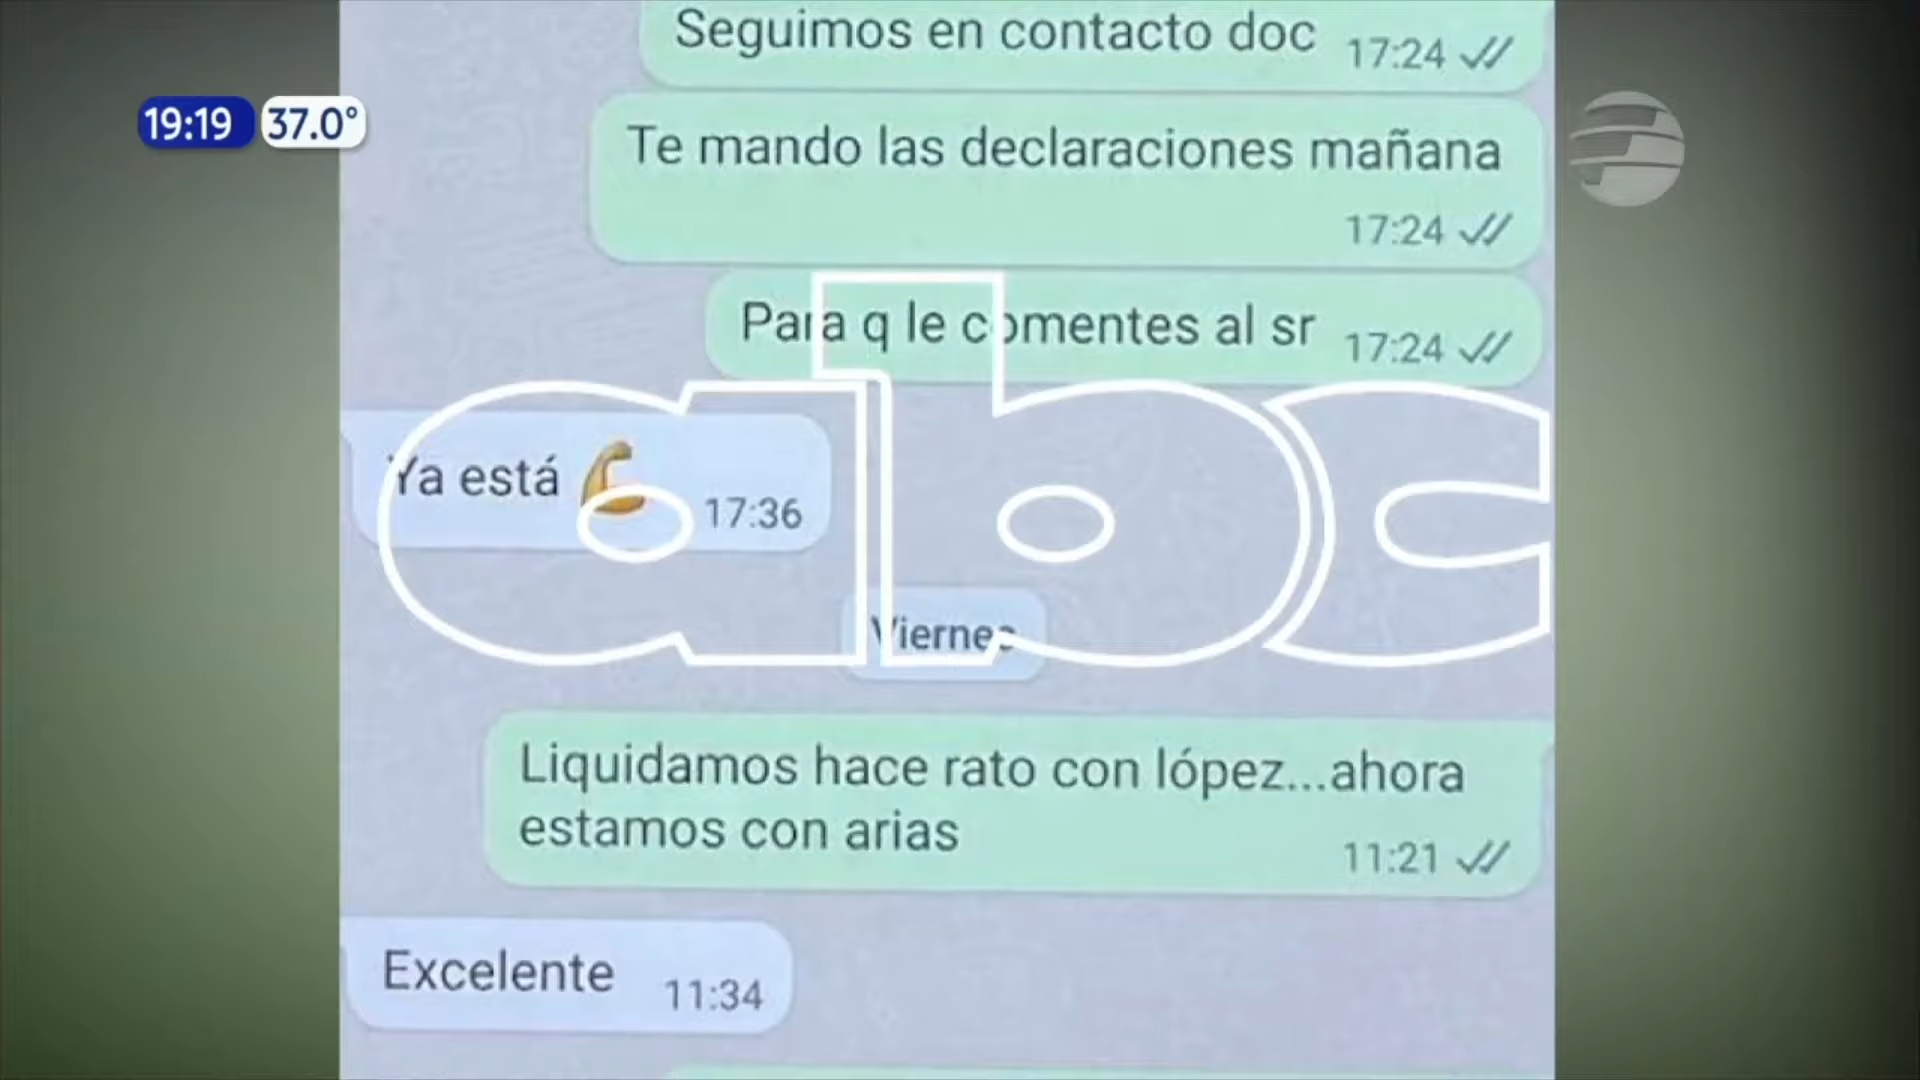 Seguimos en contacto doc 17:24
19:19 37.0°
Te mando las declaraciones mañana
17:24
Para q le comentes al sr 17:24
abc
Ya está 💪 17:36
Viernes
Liquidamos hace rato con lópez...ahora
estamos con arias
11:21
Excelente 11:34